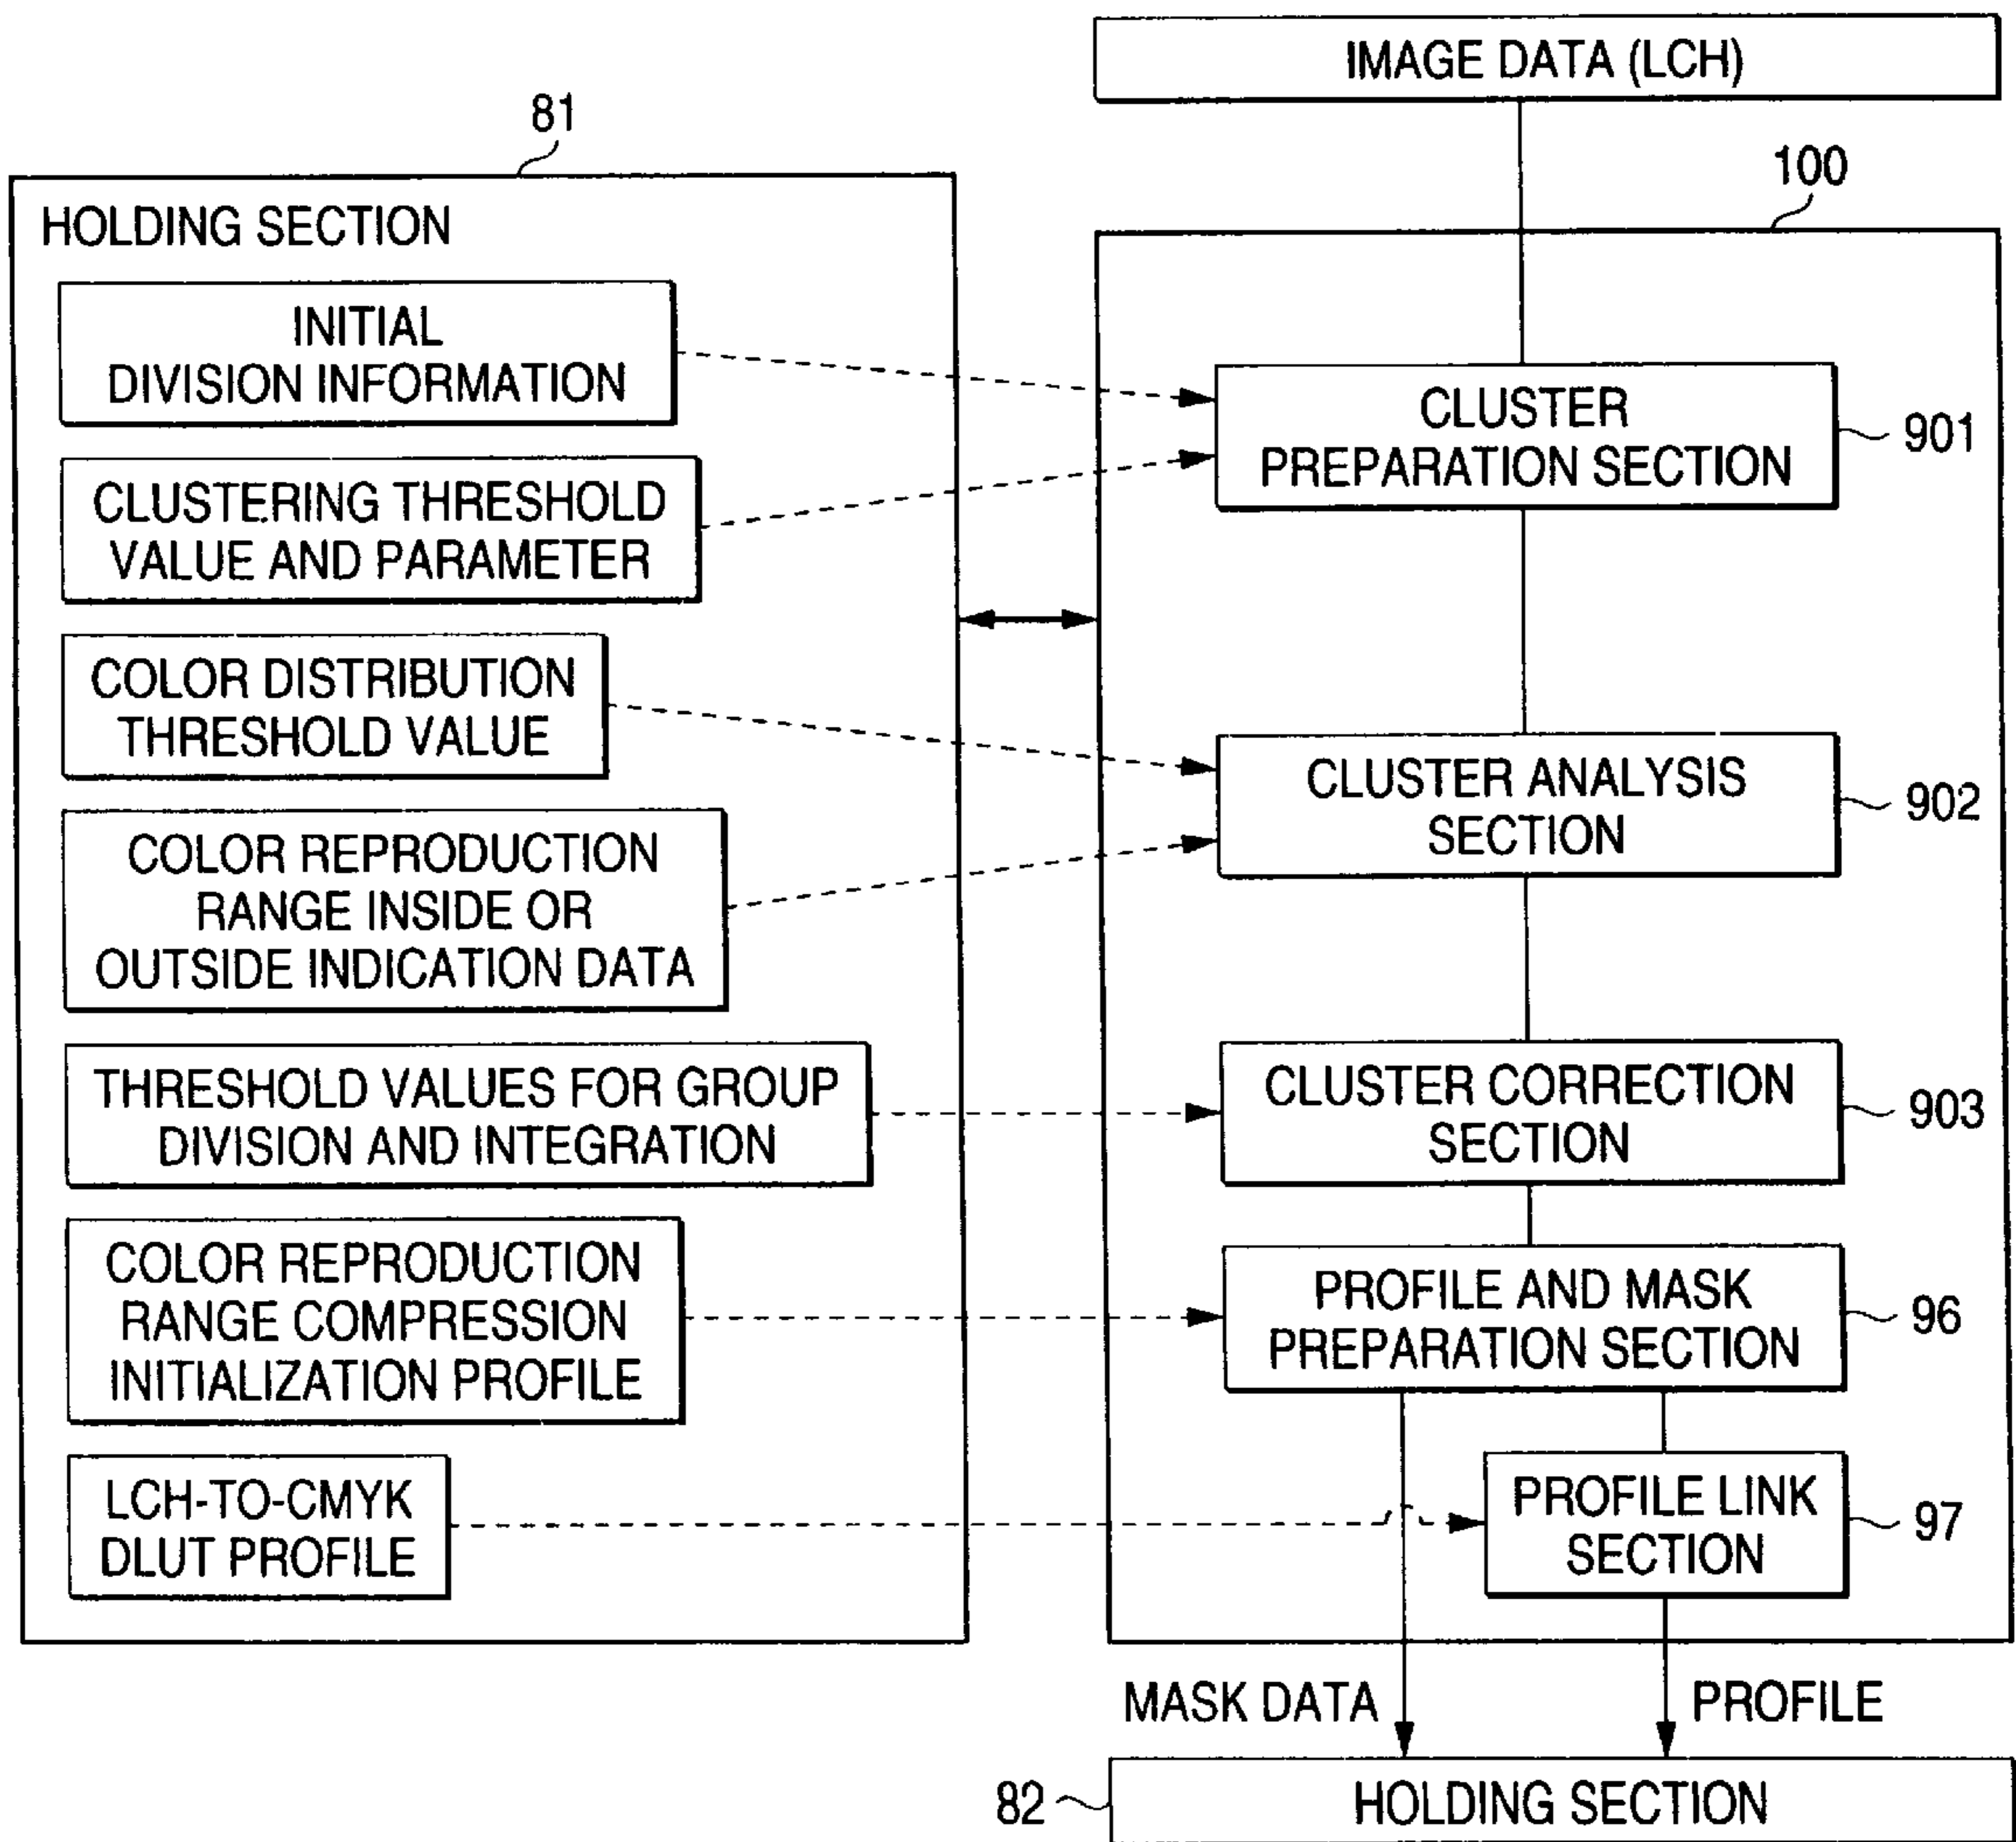 IMAGE DATA (LCH)
81
100
HOLDING SECTION
INITIAL
DIVISION INFORMATION
CLUSTERING THRESHOLD
VALUE AND PARAMETER
COLOR DISTRIBUTION
THRESHOLD VALUE
COLOR REPRODUCTION
RANGE INSIDE OR
OUTSIDE INDICATION DATA
THRESHOLD VALUES FOR GROUP
DIVISION AND INTEGRATION
COLOR REPRODUCTION
RANGE COMPRESSION
INITIALIZATION PROFILE
LCH-TO-CMYK
DLUT PROFILE
CLUSTER
PREPARATION SECTION
901
CLUSTER ANALYSIS
SECTION
902
CLUSTER CORRECTION
SECTION
903
PROFILE AND MASK
PREPARATION SECTION
96
PROFILE LINK
SECTION
97
MASK DATA
PROFILE
82
HOLDING SECTION